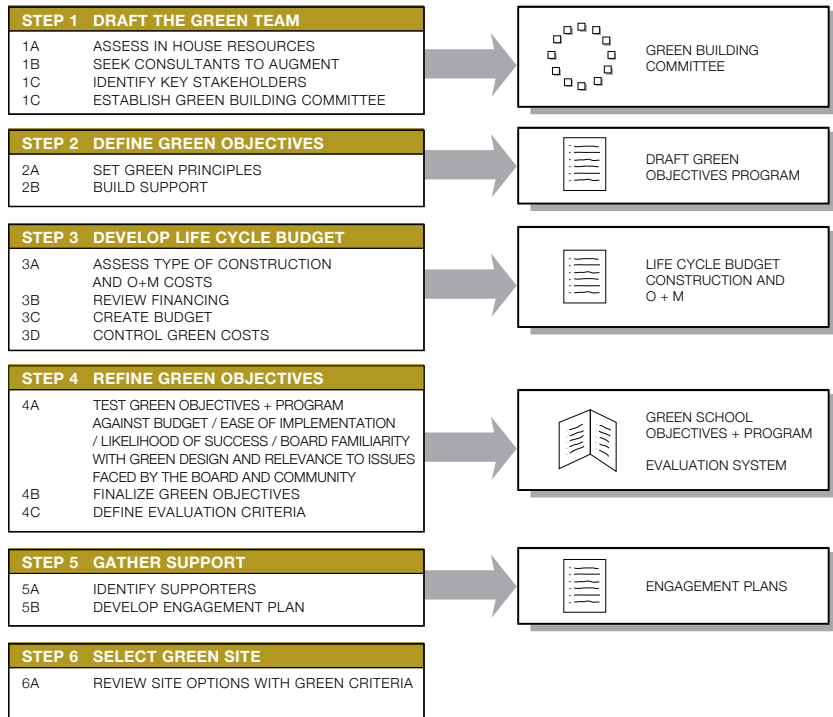 STEP 1 DRAFT THE GREEN TEAM
1A ASSESS IN HOUSE RESOURCES
1B SEEK CONSULTANTS TO AUGMENT
1C IDENTIFY KEY STAKEHOLDERS
1C ESTABLISH GREEN BUILDING COMMITTEE
GREEN BUILDING
COMMITTEE
STEP 2 DEFINE GREEN OBJECTIVES
2A SET GREEN PRINCIPLES
2B BUILD SUPPORT
DRAFT GREEN
OBJECTIVES PROGRAM
STEP 3 DEVELOP LIFE CYCLE BUDGET
3A ASSESS TYPE OF CONSTRUCTION
AND O+M COSTS
3B REVIEW FINANCING
3C CREATE BUDGET
3D CONTROL GREEN COSTS
LIFE CYCLE BUDGET
CONSTRUCTION AND
O + M
STEP 4 REFINE GREEN OBJECTIVES
4A TEST GREEN OBJECTIVES + PROGRAM
AGAINST BUDGET / EASE OF IMPLEMENTATION
/ LIKELIHOOD OF SUCCESS / BOARD FAMILIARITY
WITH GREEN DESIGN AND RELEVANCE TO ISSUES
FACED BY THE BOARD AND COMMUNITY
4B FINALIZE GREEN OBJECTIVES
4C DEFINE EVALUATION CRITERIA
GREEN SCHOOL
OBJECTIVES + PROGRAM
EVALUATION SYSTEM
STEP 5 GATHER SUPPORT
5A IDENTIFY SUPPORTERS
5B DEVELOP ENGAGEMENT PLAN
ENGAGEMENT PLANS
STEP 6 SELECT GREEN SITE
6A REVIEW SITE OPTIONS WITH GREEN CRITERIA